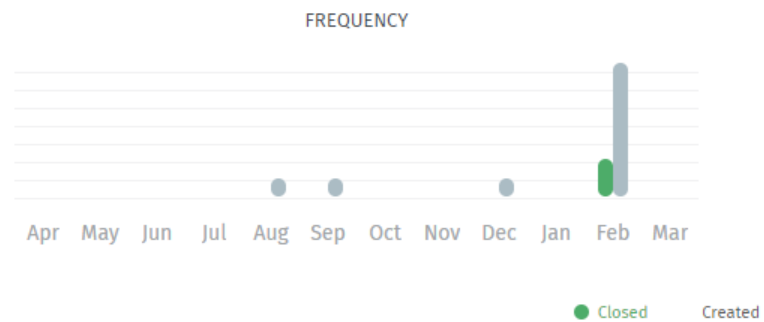 FREQUENCY
Apr May Jun Jul Aug Sep Oct Nov Dec Jan Feb Mar
Closed Created